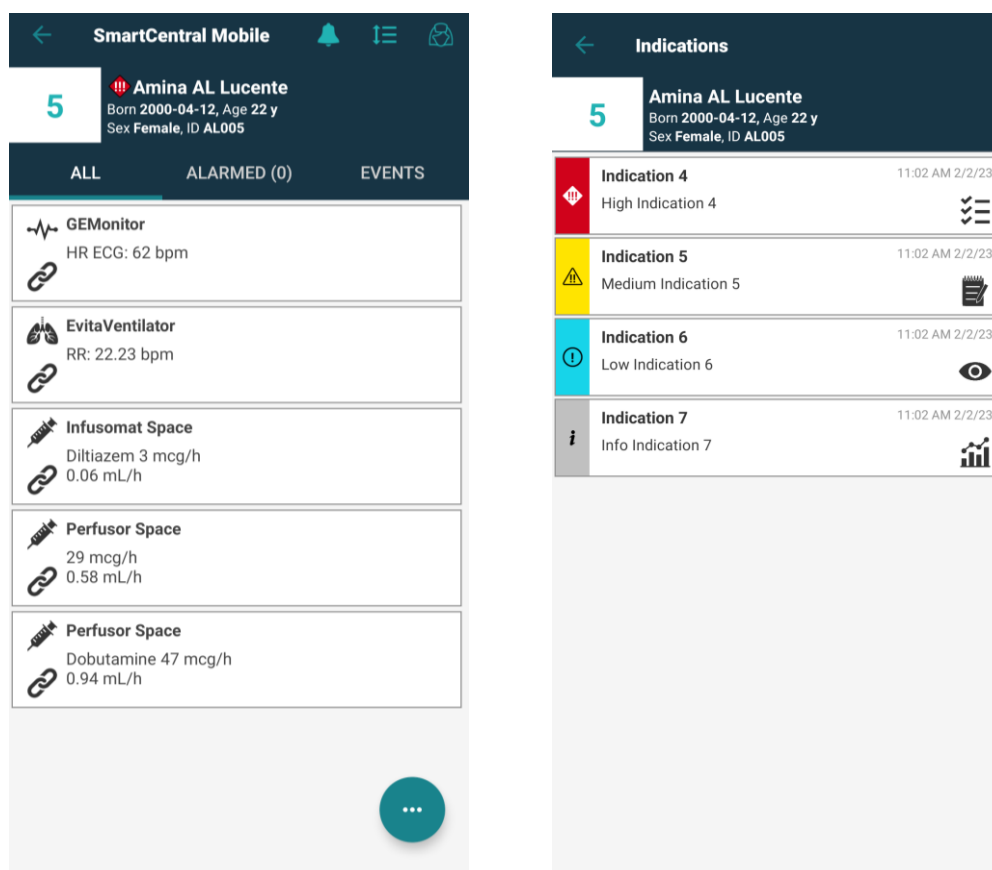 SmartCentral Mobile
5
Amina AL Lucente
Born 2000-04-12, Age 22 y
Sex Female, ID AL005
ALL
ALARMED (0)
EVENTS
GEMonitor
HR ECG: 62 bpm
EvitaVentilator
RR: 22.23 bpm
Infusomat Space
Diltiazem 3 mcg/h
0.06 mL/h
Perfusor Space
29 mcg/h
0.58 mL/h
Perfusor Space
Dobutamine 47 mcg/h
0.94 mL/h
Indications
5
Amina AL Lucente
Born 2000-04-12, Age 22 y
Sex Female, ID AL005
Indication 4
11:02 AM 2/2/23
High Indication 4
Indication 5
11:02 AM 2/2/23
Medium Indication 5
Indication 6
11:02 AM 2/2/23
Low Indication 6
Indication 7
11:02 AM 2/2/23
Info Indication 7